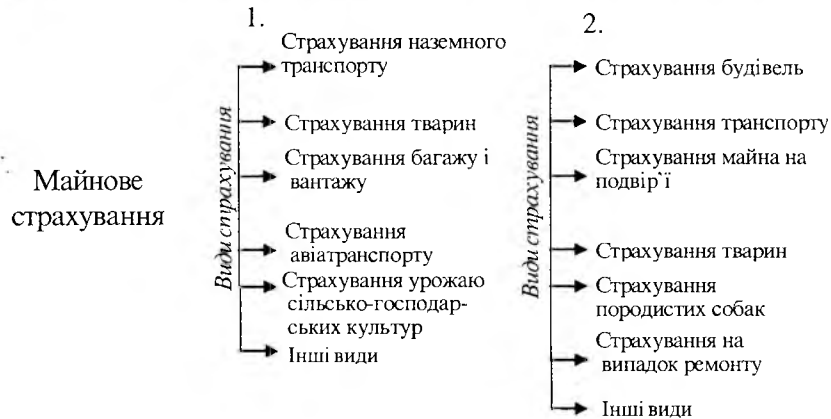 Майнове
страхування
1.
Види страхування
Страхування наземного
транспорту
Страхування тварин
Страхування багажу і
вантажу
Страхування
авіатранспорту
Страхування урожаю
сільсько-господар-
ських культур
Інші види
2.
Види страхування
Страхування будівель
Страхування транспорту
Страхування майна на
подвір`ї
Страхування тварин
Страхування
породистих собак
Страхування на
випадок ремонту
Інші види